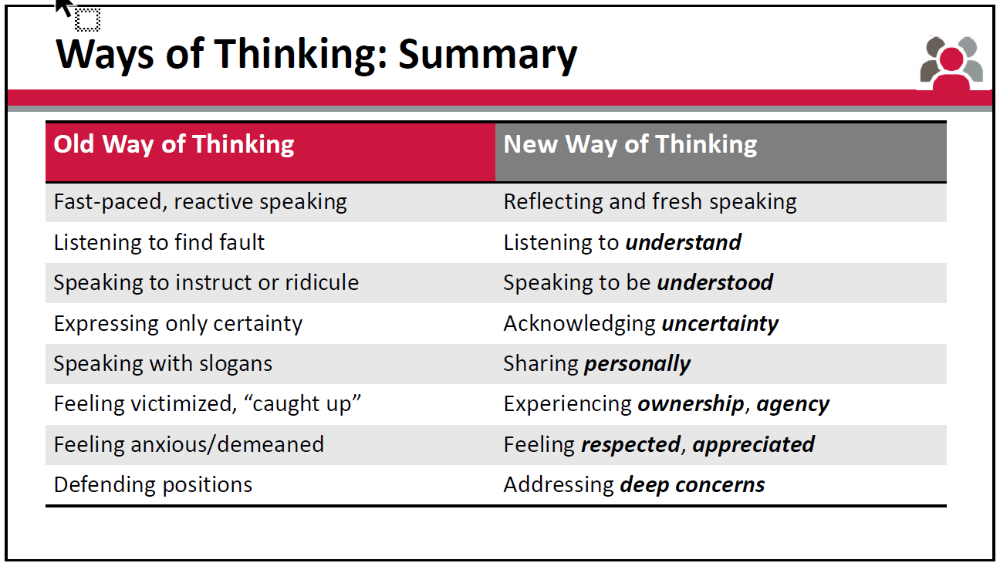 Ways of Thinking: Summary
Old Way of Thinking New Way of Thinking
Fast-paced, reactive speaking Reflecting and fresh speaking
Listening to find fault Listening to understand
Speaking to instruct or ridicule Speaking to be understood
Expressing only certainty Acknowledging uncertainty
Speaking with slogans Sharing personally
Feeling victimized, “caught up” Experiencing ownership, agency
Feeling anxious/demeaned Feeling respected, appreciated
Defending positions Addressing deep concerns